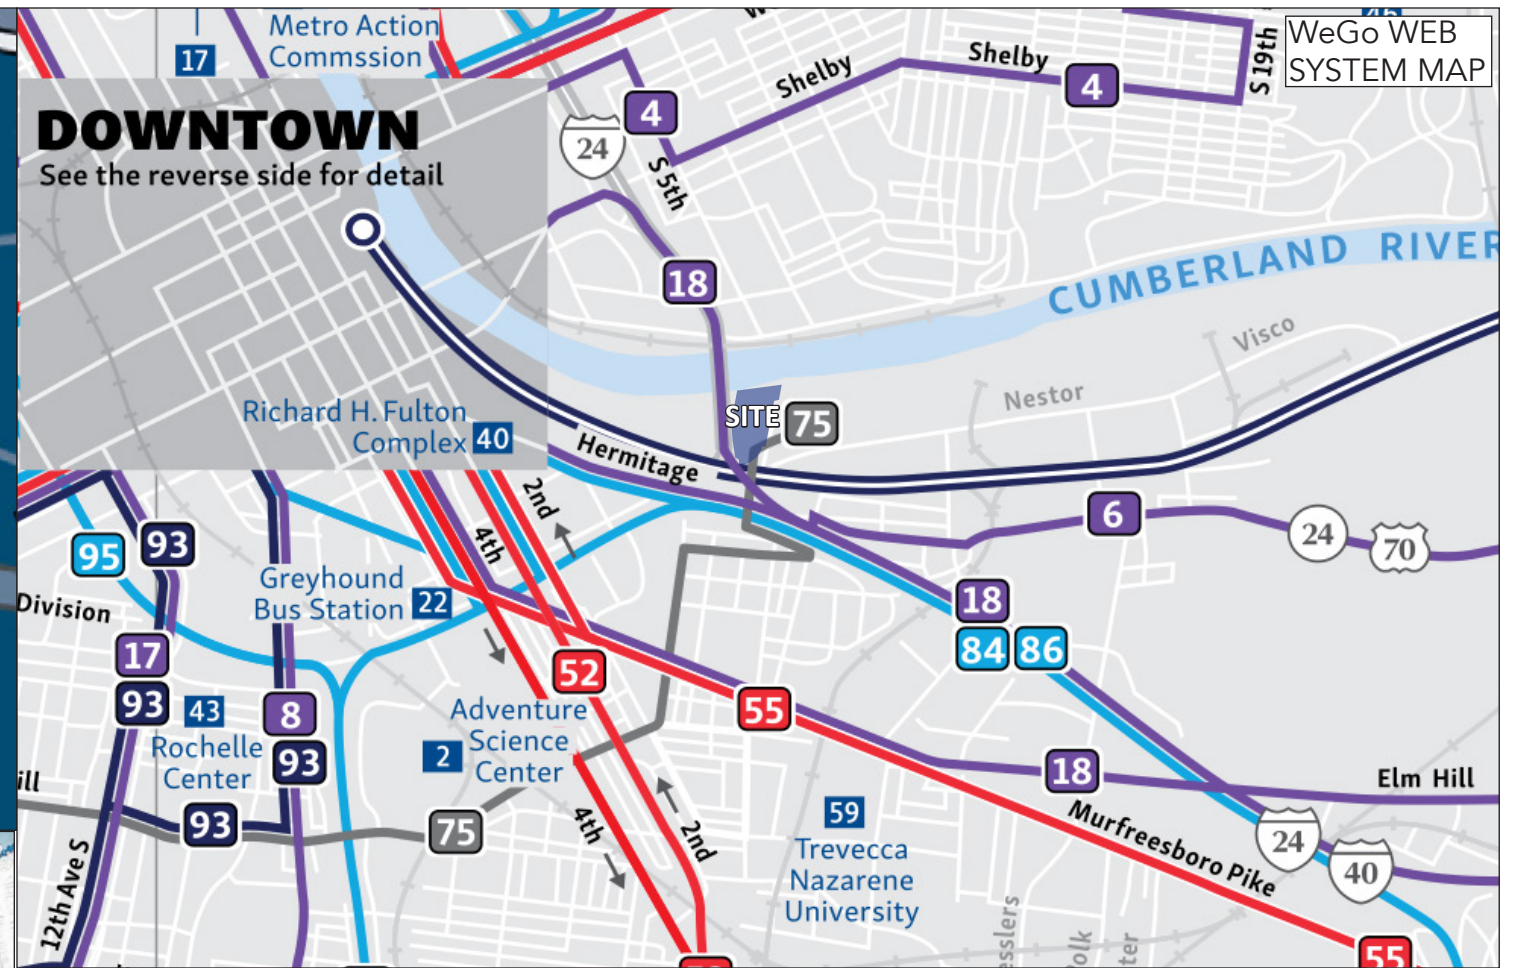 Metro Action
Commssion
17
WeGo WEB
SYSTEM MAP
S 19th
Shelby
Shelby
4
4
24
S 5th
DOWNTOWN
See the reverse side for detail
18
CUMBERLAND RIVER
Visco
Nestor
SITE
75
Richard H. Fulton
Complex 40
Hermitage
2nd
4th
6
24
70
95
93
Greyhound
Bus Station 22
Division
18
84 86
17
93
43
Rochelle
Center
8
93
52
55
Adventure
Science
Center
2
18
Elm Hill
ill
93
75
59
Trevecca
Nazarene
University
4th
2nd
Murfreesboro Pike
24
40
12th Ave S
esslers
olk
ter
55